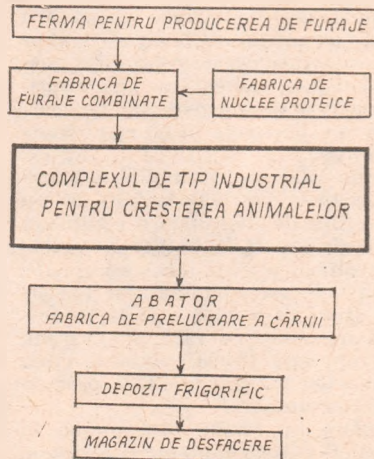 FERMA PENTRU PRODUCEREA DE FURAJE
FABRICA DE
FURAJE COMBINATE
FABRICA DE
NUCLEE PROTEICE
COMPLEXUL DE TIP INDUSTRIAL
PENTRU CREȘTEREA ANIMALELOR
ABATOR
FABRICA DE PRELUCRARE A CĂRNII
DEPOZIT FRIGORIFIC
MAGAZIN DE DESFACERE